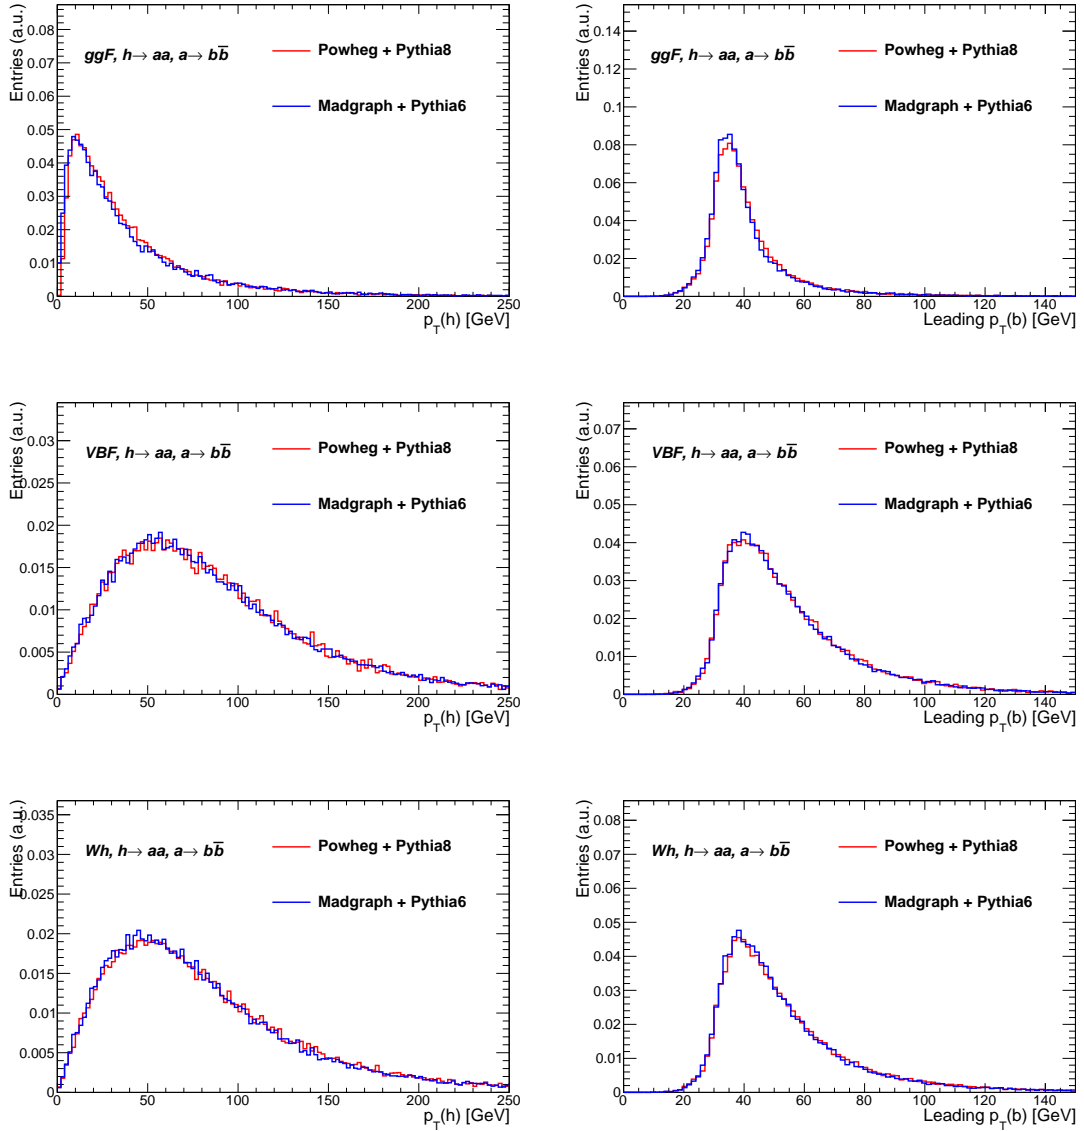 Entries (a.u.)
0.08
0.07
0.06
0.05
0.04
0.03
0.02
0.01
0
ggF, h→ aa, a→ bb̅
Powheg + Pythia8
Madgraph + Pythia6
0 50 100 150 200 250
p_T(h) [GeV]
Entries (a.u.)
0.14
0.12
0.1
0.08
0.06
0.04
0.02
0
ggF, h→ aa, a→ bb̅
Powheg + Pythia8
Madgraph + Pythia6
0 20 40 60 80 100 120 140
Leading p_T(b) [GeV]
Entries (a.u.)
0.03
0.025
0.02
0.015
0.01
0.005
0
VBF, h→ aa, a→ bb̅
Powheg + Pythia8
Madgraph + Pythia6
0 50 100 150 200 250
p_T(h) [GeV]
Entries (a.u.)
0.07
0.06
0.05
0.04
0.03
0.02
0.01
0
VBF, h→ aa, a→ bb̅
Powheg + Pythia8
Madgraph + Pythia6
0 20 40 60 80 100 120 140
Leading p_T(b) [GeV]
Entries (a.u.)
0.035
0.03
0.025
0.02
0.015
0.01
0.005
0
Wh, h→ aa, a→ bb̅
Powheg + Pythia8
Madgraph + Pythia6
0 50 100 150 200 250
p_T(h) [GeV]
Entries (a.u.)
0.08
0.07
0.06
0.05
0.04
0.03
0.02
0.01
0
Wh, h→ aa, a→ bb̅
Powheg + Pythia8
Madgraph + Pythia6
0 20 40 60 80 100 120 140
Leading p_T(b) [GeV]